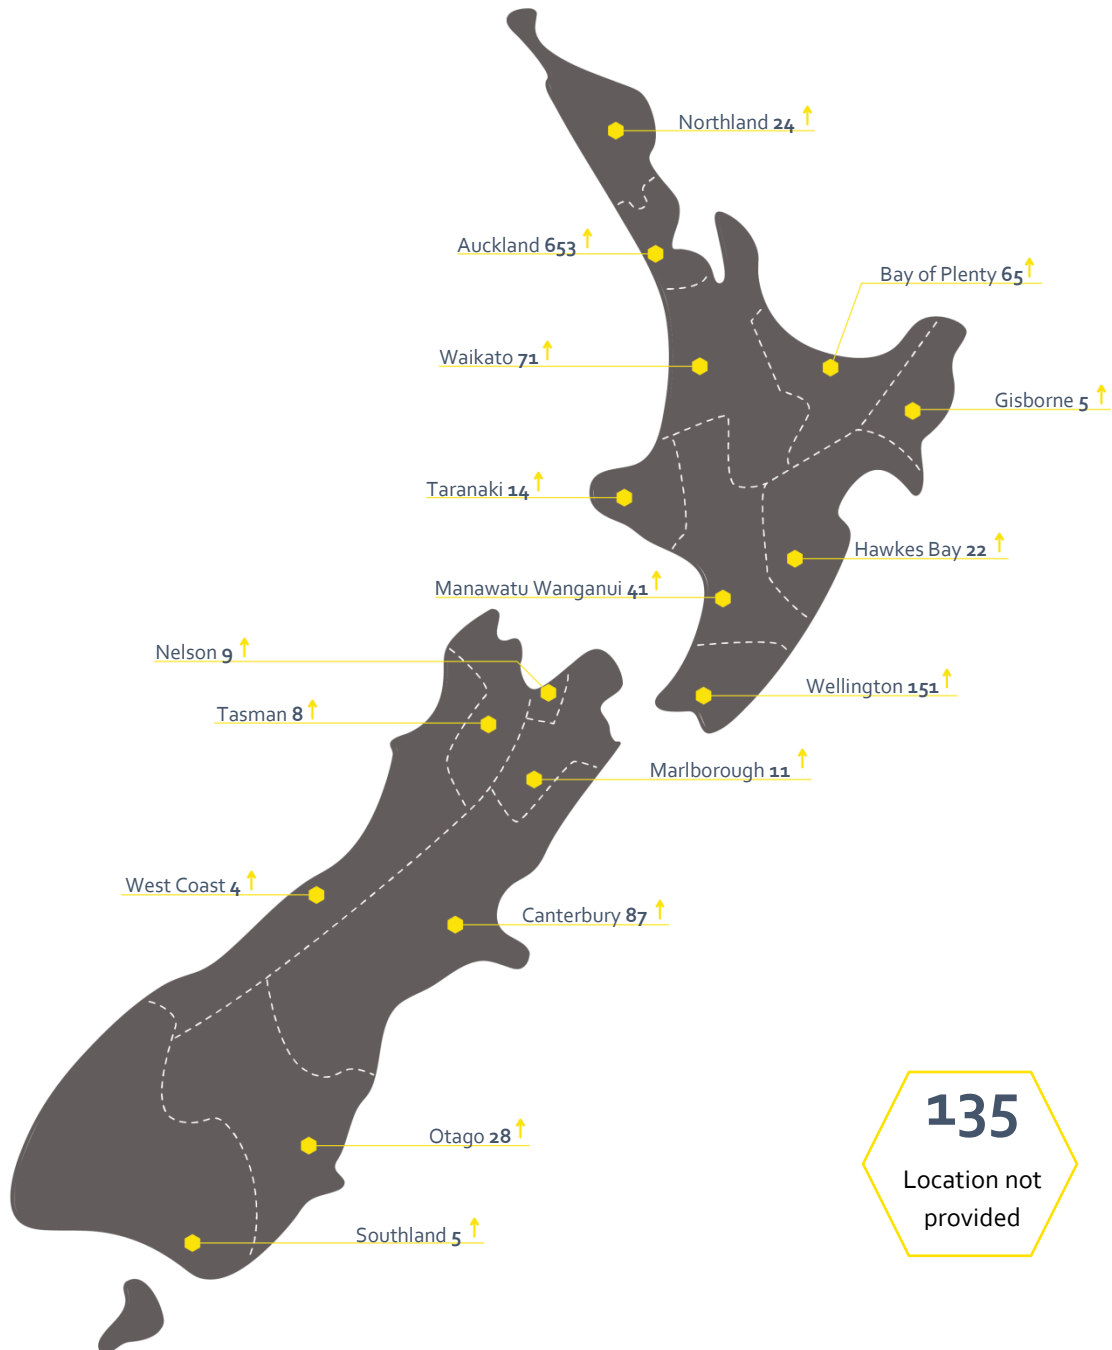 Northland 24
Auckland 653
Bay of Plenty 65
Waikato 71
Gisborne 5
Taranaki 14
Hawkes Bay 22
Manawatu Wanganui 41
Nelson 9
Wellington 151
Tasman 8
Marlborough 11
West Coast 4
Canterbury 87
135
Location not
provided
Otago 28
Southland 5